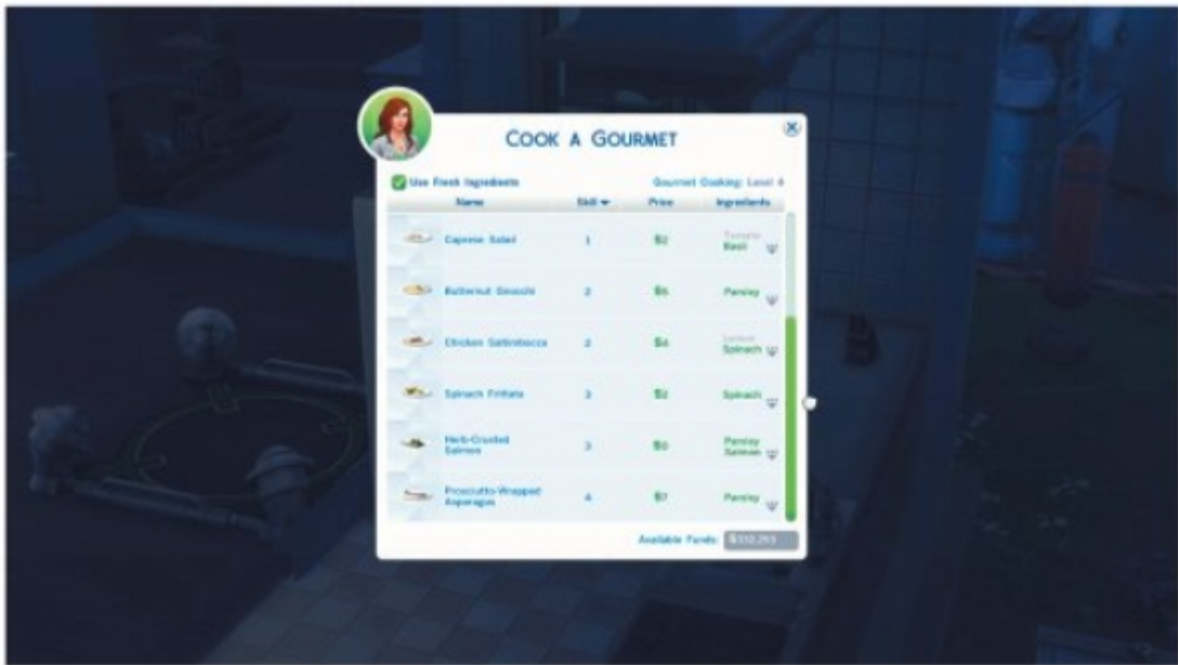 COOK A GOURMET
Use Fresh Ingredients
Gourmet Cooking: Level 4
Name Skill Price Ingredients
Caprese Salad 1 §2 Tomato
Basil
Butternut Gnocchi 2 §5 Parsley
Chicken Saltimbocca 2 Spinach
Spinach Frittata 3 §2 Spinach
Herb-Crusted
Salmon 3 §0 Parsley
Salmon
Prosciutto-Wrapped
Asparagus 4 §7 Parsley
Available Funds: